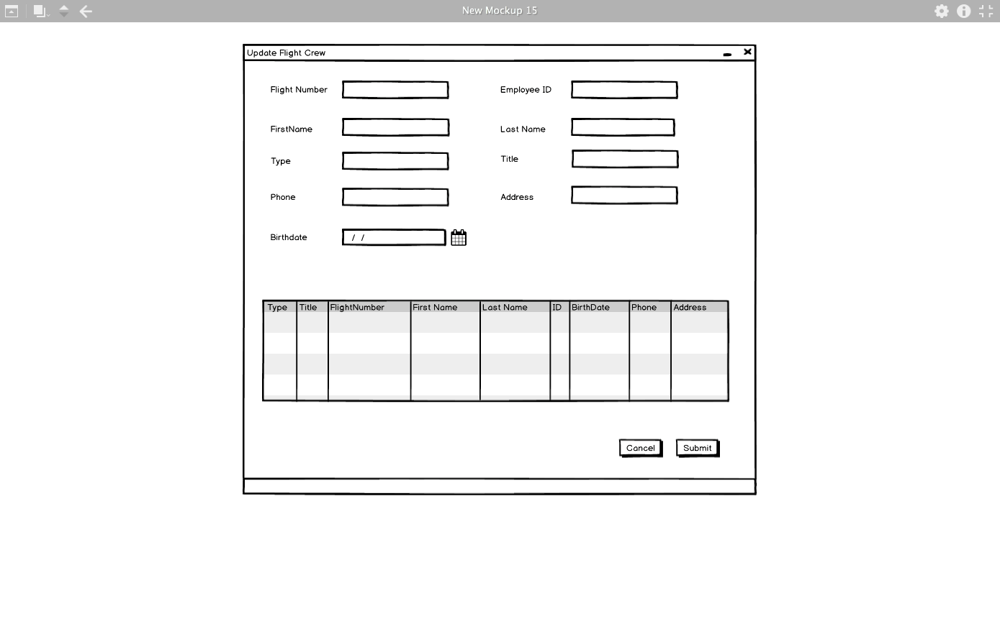 New Mockup 15
Update Flight Crew
Flight Number
Employee ID
FirstName
Last Name
Type
Title
Phone
Address
Birthdate
/ /
Type Title FlightNumber First Name Last Name ID BirthDate Phone Address
Cancel Submit